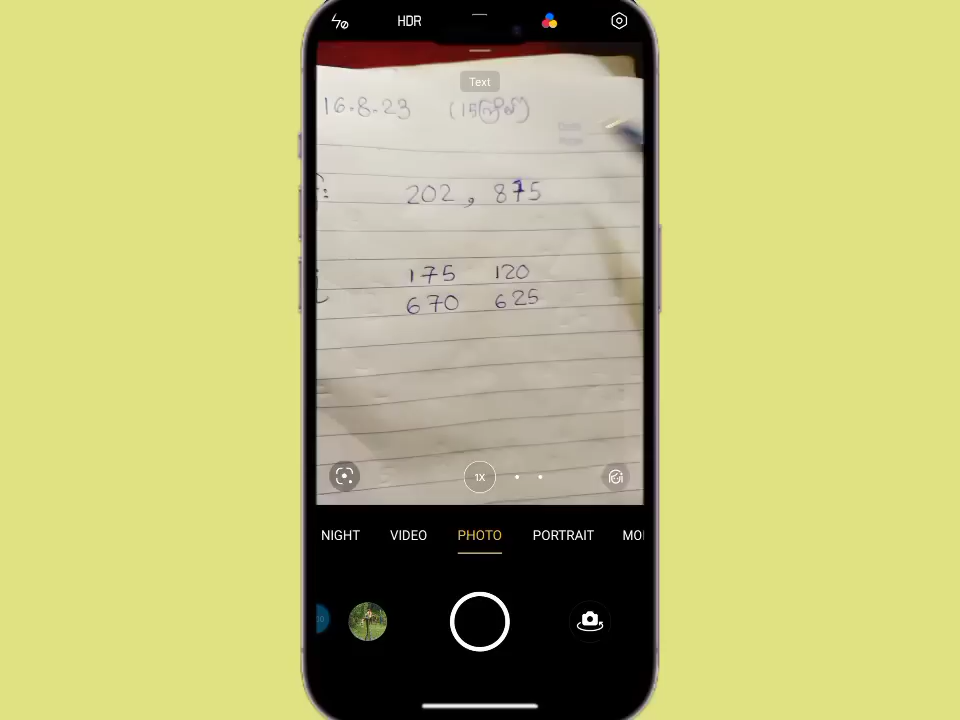 HDR
Text
16.8.23
202, 875
175 120
670 625
1X
NIGHT VIDEO PHOTO PORTRAIT